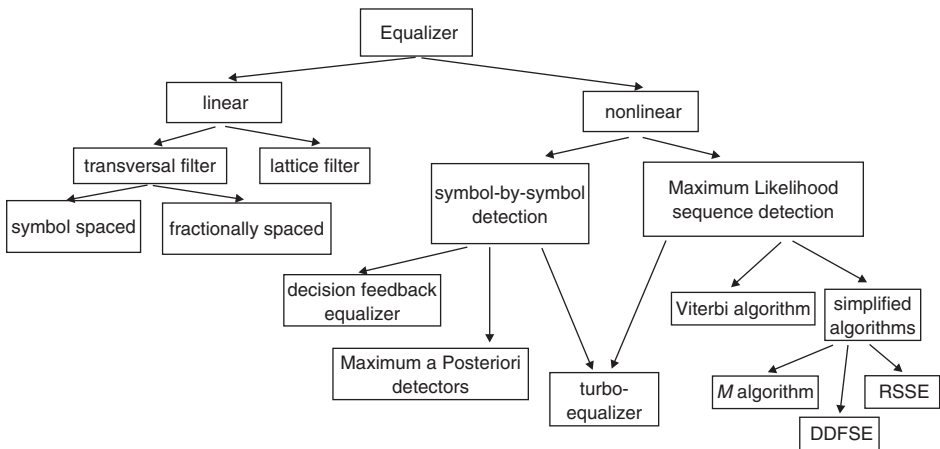 Equalizer
linear
nonlinear
transversal filter
lattice filter
symbol-by-symbol
detection
Maximum Likelihood
sequence detection
symbol spaced
fractionally spaced
decision feedback
equalizer
Viterbi algorithm
simplified
algorithms
Maximum a Posteriori
detectors
turbo-
equalizer
M algorithm
RSSE
DDFSE